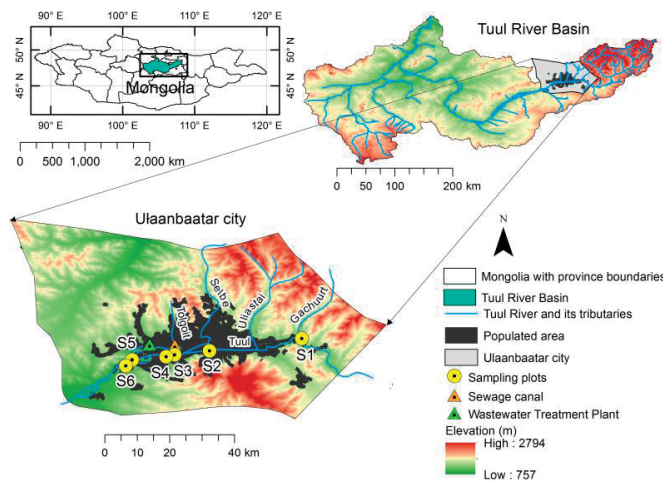 90° E 100° E 110° E 120° E
50° N
45° N
50° N
45° N
Mongolia
90° E 100° E 110° E 120° E
0 500 1,000 2,000 km
Tuul River Basin
0 50 100 200 km
Ulaanbaatar city
Selbe
Uliastai
Gachuurt
Tolgoit
Tuul
S1
S2
S3
S4
S5
S6
0 10 20 40 km
N
Mongolia with province boundaries
Tuul River Basin
Tuul River and its tributaries
Populated area
Ulaanbaatar city
Sampling plots
Sewage canal
Wastewater Treatment Plant
Elevation (m)
High : 2794
Low : 757